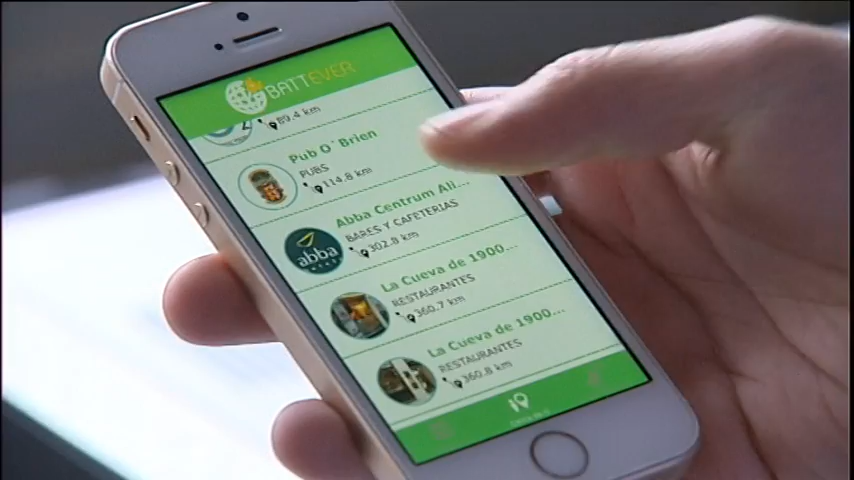 BATTEVER
89.4 km
Pub O´Brien
PUBS
114.8 km
Abba Centrum Ali...
BARES Y CAFETERIAS
302.8 km
abba
La Cueva de 1900...
RESTAURANTES
360.7 km
La Cueva de 1900...
RESTAURANTES
360.8 km